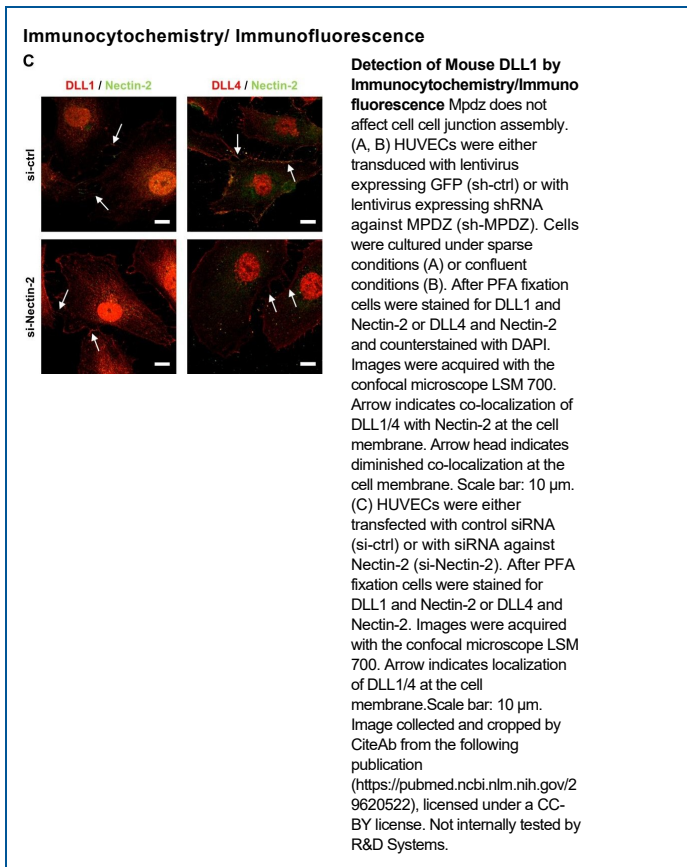 Immunocytochemistry/ Immunofluorescence
C
DLL1 / Nectin-2
DLL4 / Nectin-2
si-ctrl
si-Nectin-2
Detection of Mouse DLL1 by
Immunocytochemistry/Immuno
fluorescence Mpdz does not
affect cell cell junction assembly.
(A, B) HUVECs were either
transduced with lentivirus
expressing GFP (sh-ctrl) or with
lentivirus expressing shRNA
against MPDZ (sh-MPDZ). Cells
were cultured under sparse
conditions (A) or confluent
conditions (B). After PFA fixation
cells were stained for DLL1 and
Nectin-2 or DLL4 and Nectin-2
and counterstained with DAPI.
Images were acquired with the
confocal microscope LSM 700.
Arrow indicates co-localization of
DLL1/4 with Nectin-2 at the cell
membrane. Arrow head indicates
diminished co-localization at the
cell membrane. Scale bar: 10 µm.
(C) HUVECs were either
transfected with control siRNA
(si-ctrl) or with siRNA against
Nectin-2 (si-Nectin-2). After PFA
fixation cells were stained for
DLL1 and Nectin-2 or DLL4 and
Nectin-2. Images were acquired
with the confocal microscope LSM
700. Arrow indicates localization
of DLL1/4 at the cell
membrane.Scale bar: 10 µm.
Image collected and cropped by
CiteAb from the following
publication
(https://pubmed.ncbi.nlm.nih.gov/2
9620522), licensed under a CC-
BY license. Not internally tested by
R&D Systems.